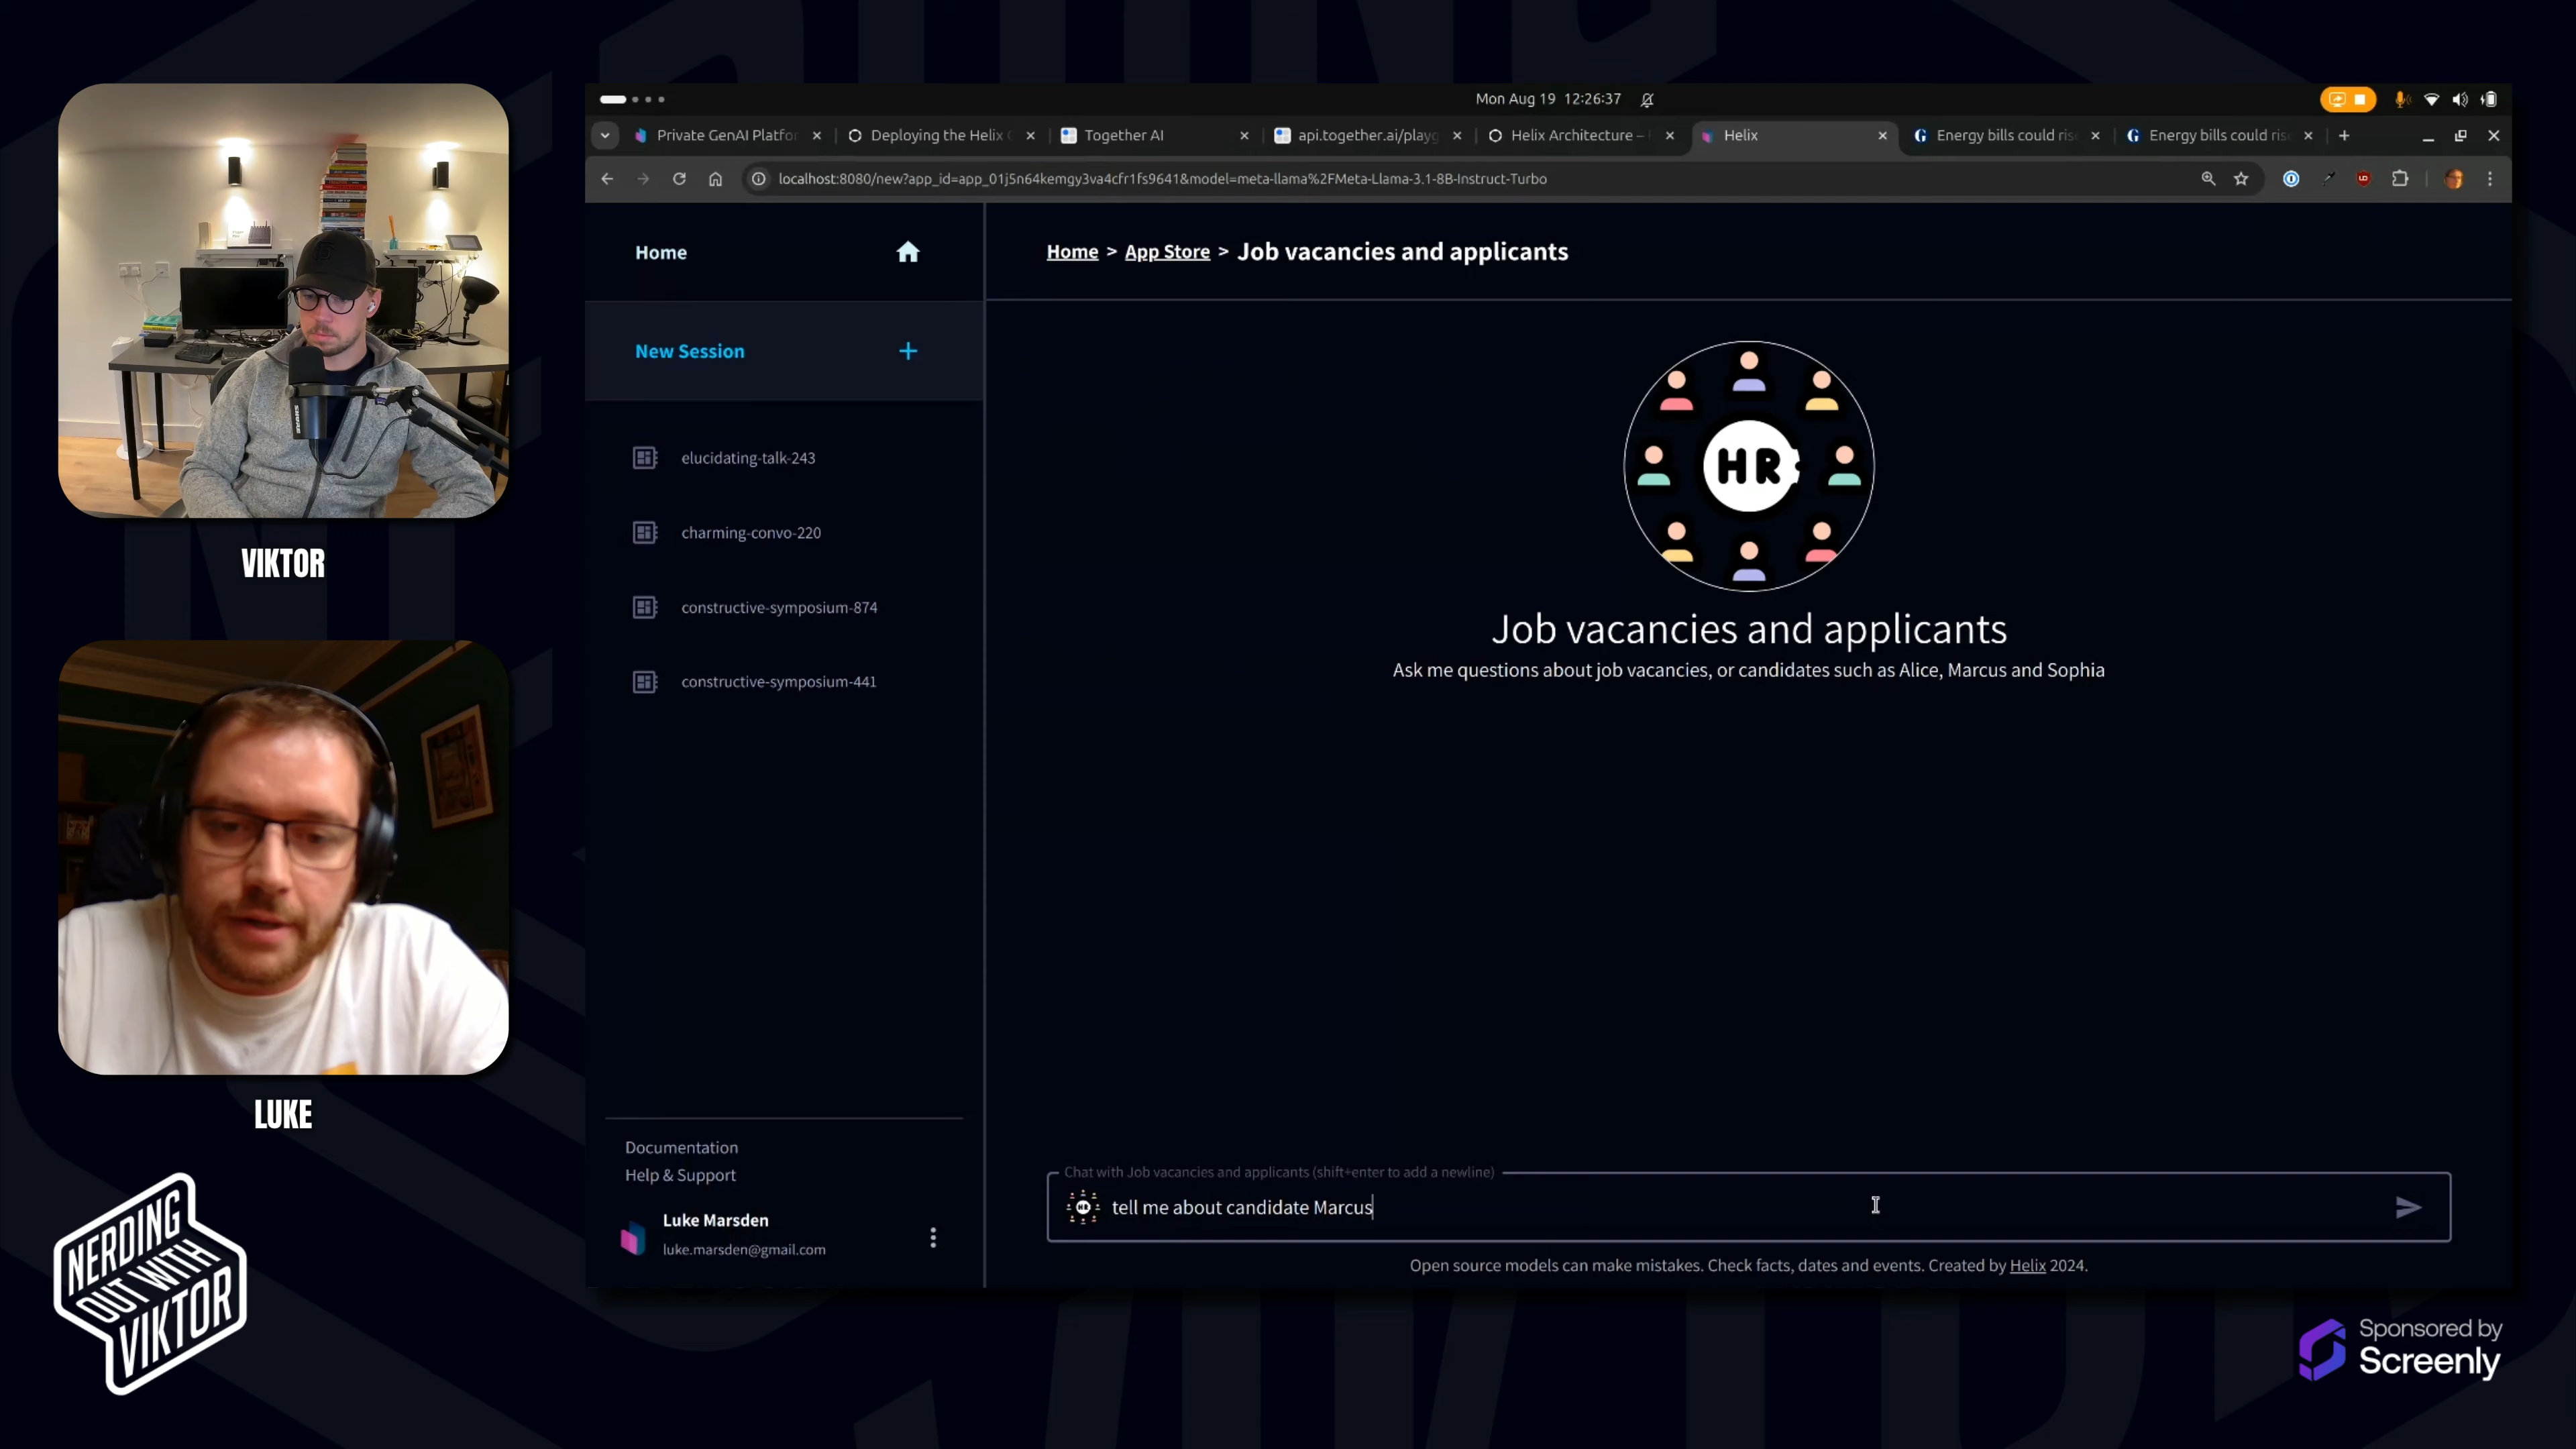 VIKTOR
LUKE
NERDING
OUT WITH
VIKTOR
Mon Aug 19 12:26:37
Private GenAI Platfor
Deploying the Helix
Together AI
api.together.ai/playg
Helix Architecture –
Helix
Energy bills could ris
Energy bills could ris
localhost:8080/new?app_id=app_01j5n64kemgy3va4cfr1fs9641&model=meta-llama%2FMeta-Llama-3.1-8B-Instruct-Turbo
Home
New Session
elucidating-talk-243
charming-convo-220
constructive-symposium-874
constructive-symposium-441
Documentation
Help & Support
Luke Marsden
luke.marsden@gmail.com
Home > App Store > Job vacancies and applicants
HR
Job vacancies and applicants
Ask me questions about job vacancies, or candidates such as Alice, Marcus and Sophia
Chat with Job vacancies and applicants (shift+enter to add a newline)
tell me about candidate Marcus
Open source models can make mistakes. Check facts, dates and events. Created by Helix 2024.
Sponsored by
Screenly